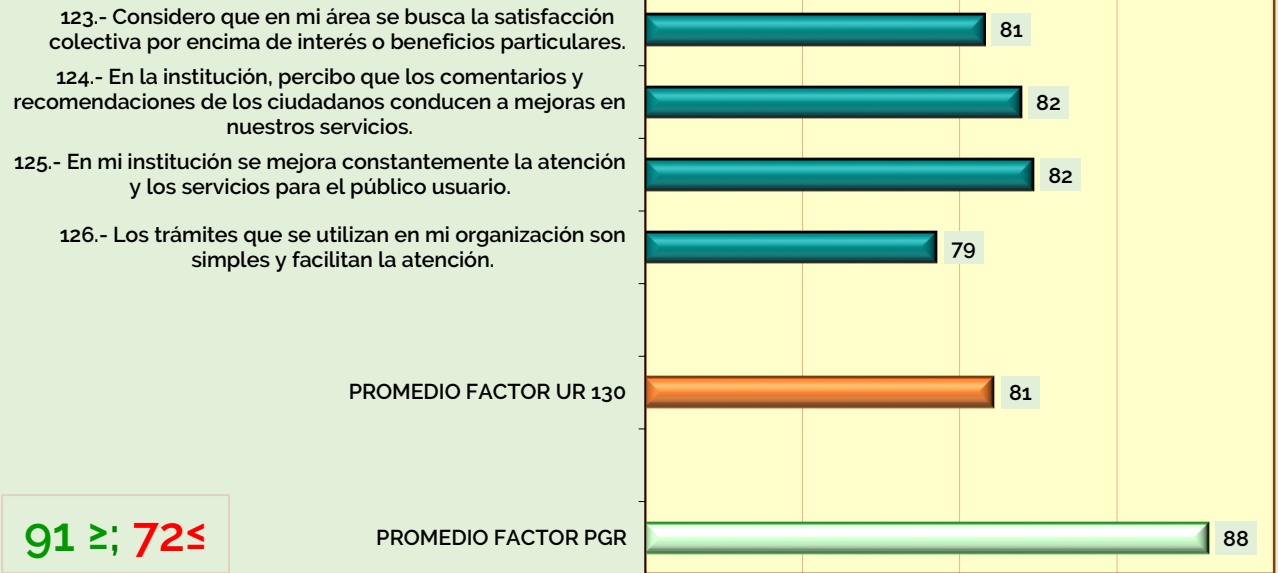 123.- Considero que en mi área se busca la satisfacción
colectiva por encima de interés o beneficios particulares.
81
124.- En la institución, percibo que los comentarios y
recomendaciones de los ciudadanos conducen a mejoras en
nuestros servicios.
82
125.- En mi institución se mejora constantemente la atención
y los servicios para el público usuario.
82
126.- Los trámites que se utilizan en mi organización son
simples y facilitan la atención.
79
PROMEDIO FACTOR UR 130
81
91 ≥; 72≤
PROMEDIO FACTOR PGR
88